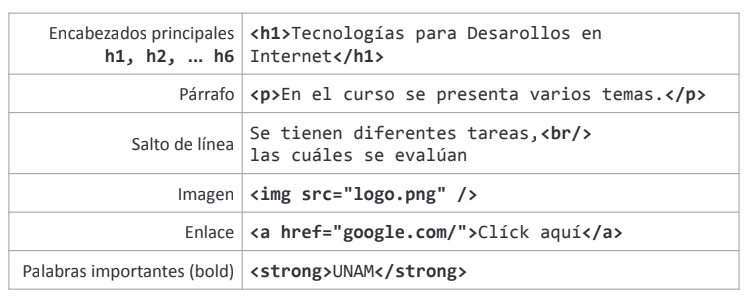 Encabezados principales
h1, h2, ... h6
<h1>Tecnologías para Desarollos en
Internet</h1>
Párrafo
<p>En el curso se presenta varios temas.</p>
Salto de línea
Se tienen diferentes tareas,<br/>
las cuáles se evalúan
Imagen
<img src="logo.png" />
Enlace
<a href="google.com/">Clíck aquí</a>
Palabras importantes (bold)
<strong>UNAM</strong>